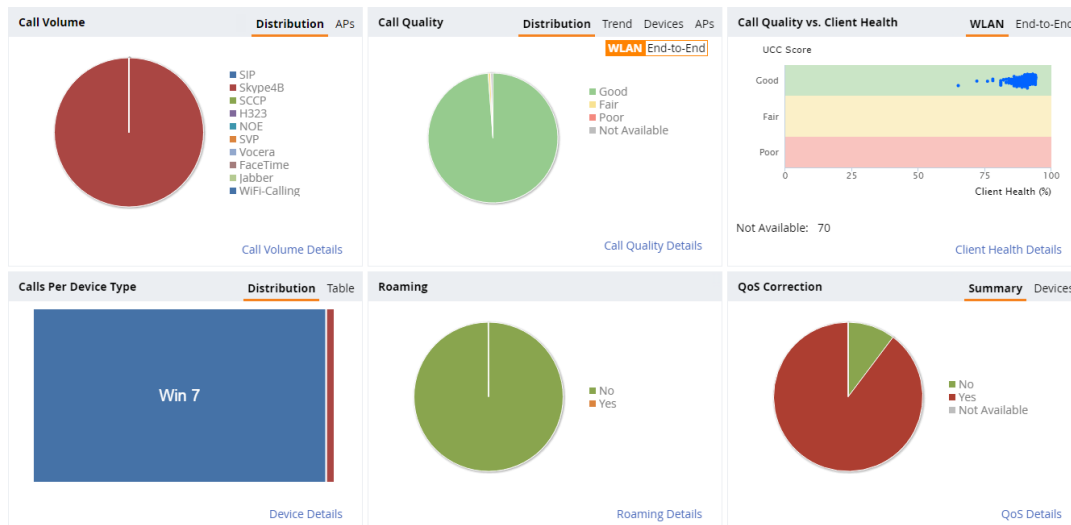 Call Volume
Distribution APs
SIP
Skype4B
SCCP
H323
NOE
SVP
Vocera
FaceTime
Jabber
WiFi-Calling
Call Volume Details
Call Quality
Distribution Trend Devices APs
WLAN End-to-End
Good
Fair
Poor
Not Available
Call Quality Details
Call Quality vs. Client Health
WLAN End-to-End
UCC Score
Good
Fair
Poor
0 25 50 75 100
Client Health (%)
Not Available: 70
Client Health Details
Calls Per Device Type
Distribution Table
Win 7
Device Details
Roaming
No
Yes
Roaming Details
QoS Correction
Summary Devices
No
Yes
Not Available
QoS Details